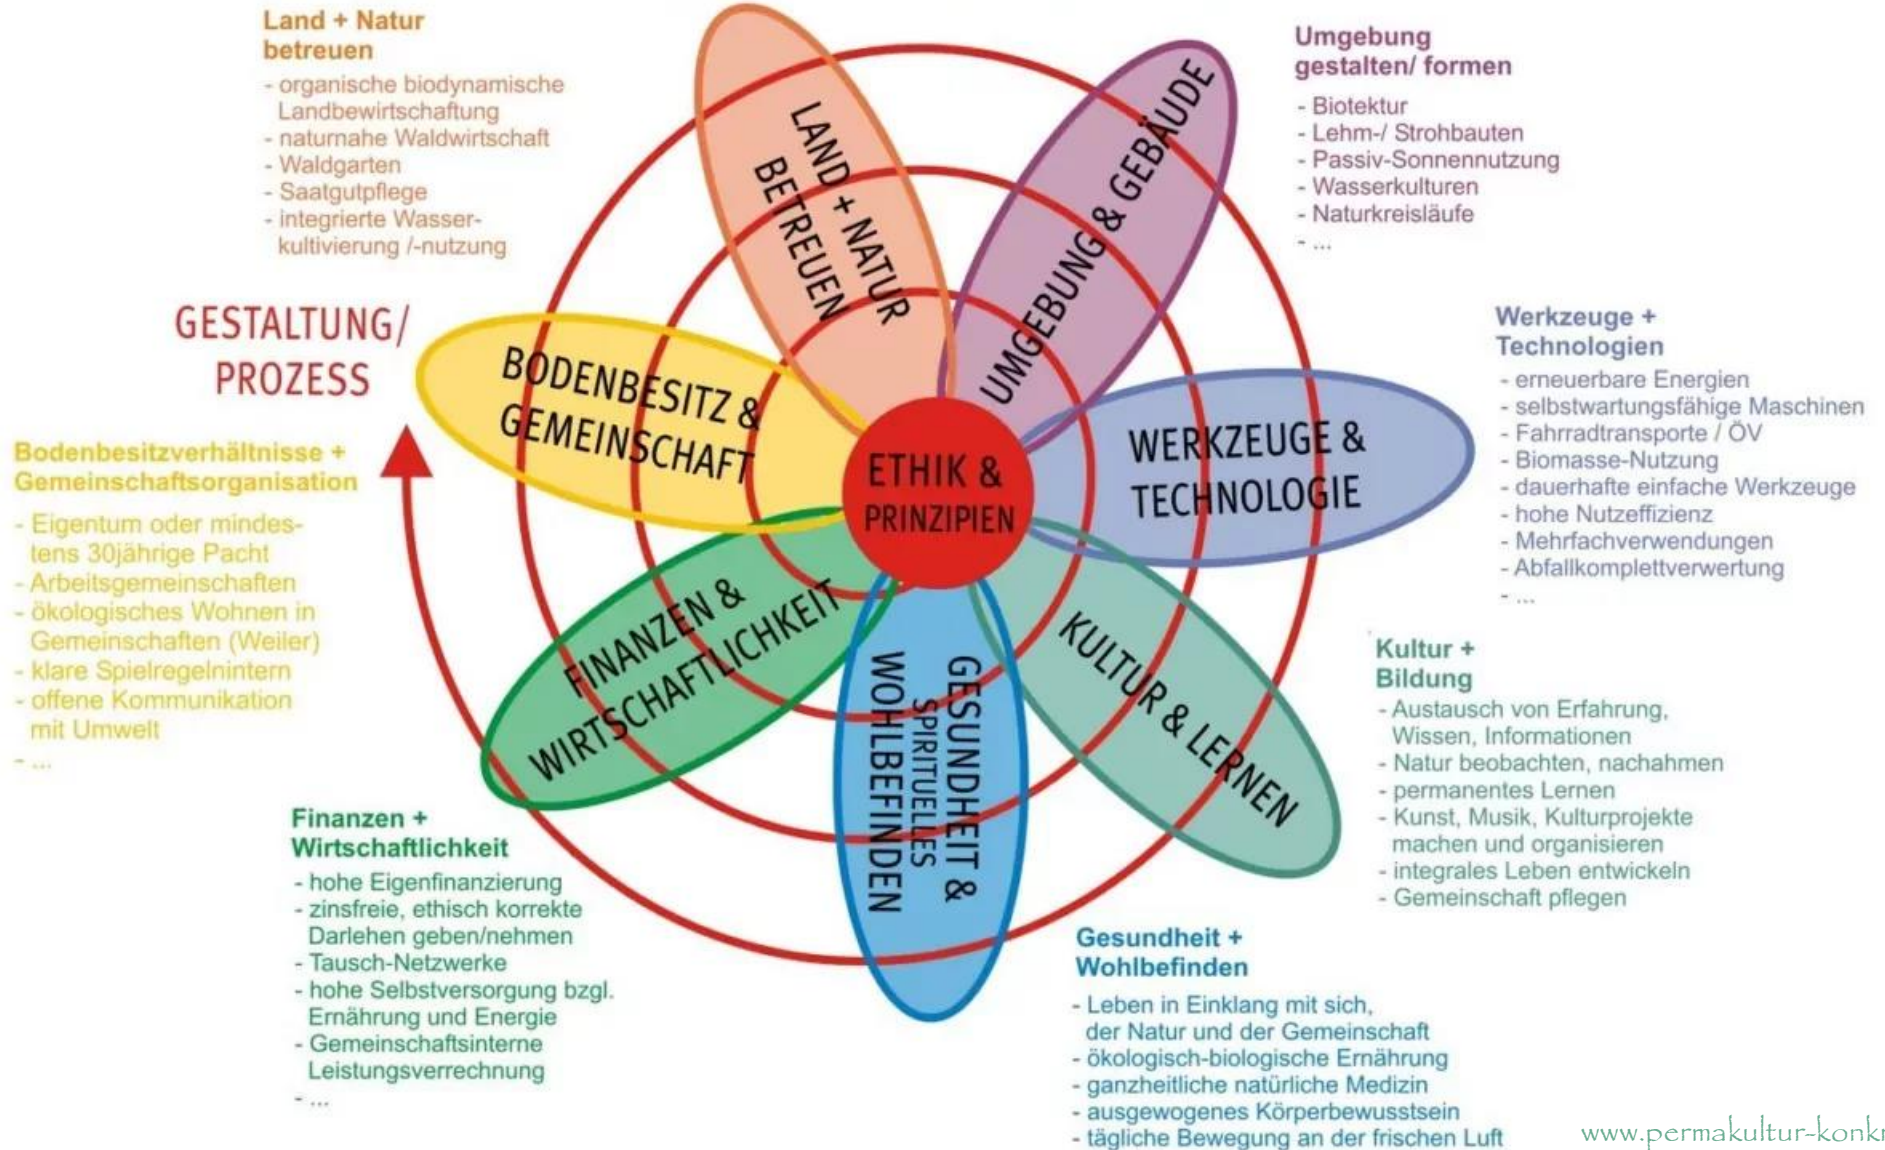 Land + Natur
betreuen
- organische biodynamische
Landbewirtschaftung
- naturnahe Waldwirtschaft
- Waldgarten
- Saatgutpflege
- integrierte Wasser-
kultivierung /-nutzung
Umgebung
gestalten/ formen
- Biotektur
- Lehm-/ Strohbauten
- Passiv-Sonnennutzung
- Wasserkulturen
- Naturkreisläufe
- ...
Werkzeuge +
Technologien
- erneuerbare Energien
- selbstwartungsfähige Maschinen
- Fahrradtransporte / ÖV
- Biomasse-Nutzung
- dauerhafte einfache Werkzeuge
- hohe Nutzeffizienz
- Mehrfachverwendungen
- Abfallkomplettverwertung
- ...
Kultur +
Bildung
- Austausch von Erfahrung,
Wissen, Informationen
- Natur beobachten, nachahmen
- permanentes Lernen
- Kunst, Musik, Kulturprojekte
machen und organisieren
- integrales Leben entwickeln
- Gemeinschaft pflegen
Gesundheit +
Wohlbefinden
- Leben in Einklang mit sich,
der Natur und der Gemeinschaft
- ökologisch-biologische Ernährung
- ganzheitliche natürliche Medizin
- ausgewogenes Körperbewusstsein
- tägliche Bewegung an der frischen Luft
Finanzen +
Wirtschaftlichkeit
- hohe Eigenfinanzierung
- zinsfreie, ethisch korrekte
Darlehen geben/nehmen
- Tausch-Netzwerke
- hohe Selbstversorgung bzgl.
Ernährung und Energie
- Gemeinschaftsinterne
Leistungsverrechnung
- ...
GESTALTUNG/
PROZESS
Bodenbesitzverhältnisse +
Gemeinschaftsorganisation
- Eigentum oder mindes-
tens 30jährige Pacht
- Arbeitsgemeinschaften
- ökologisches Wohnen in
Gemeinschaften (Weiler)
- klare Spielregelnintern
- offene Kommunikation
mit Umwelt
- ...
LAND + NATUR
BETREUEN
UMGEBUNG & GEBÄUDE
WERKZEUGE &
TECHNOLOGIE
KULTUR & LERNEN
GESUNDHEIT &
SPIRITUELLES
WOHLBEFINDEN
FINANZEN &
WIRTSCHAFTLICHKEIT
BODENBESITZ &
GEMEINSCHAFT
ETHIK &
PRINZIPIEN
www.permakultur-konk